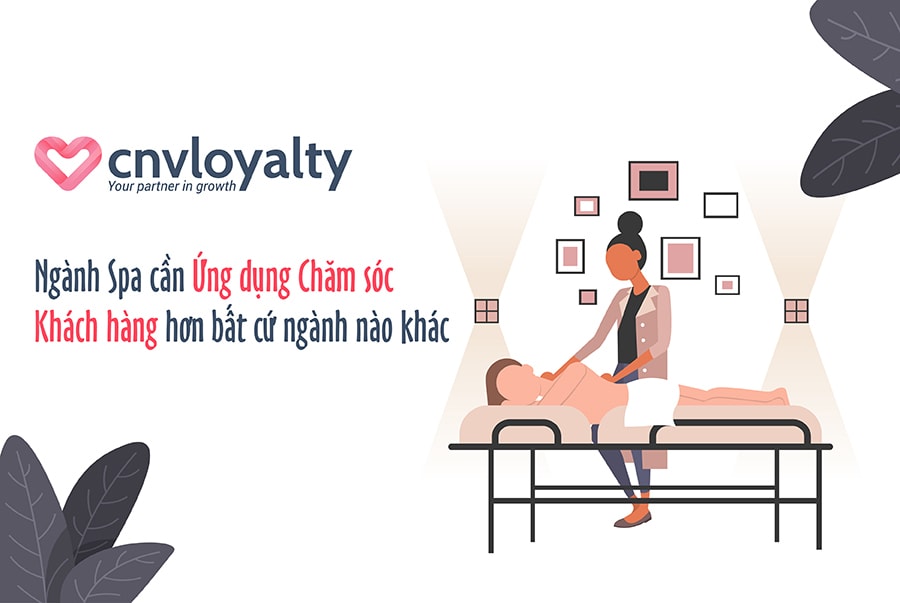 cnvloyalty
Your partner in growth
Ngành Spa cần Ứng dụng Chăm sóc
Khách hàng hơn bất cứ ngành nào khác